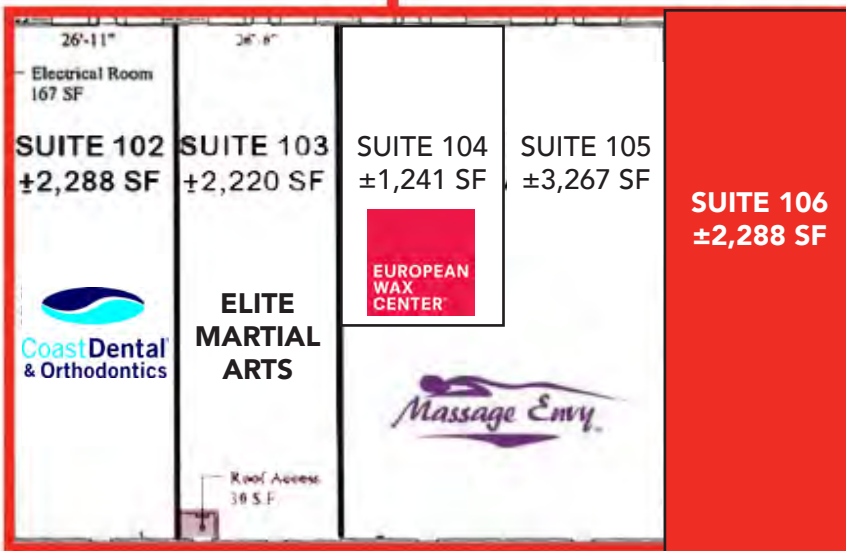 26'-11"
Electrical Room
167 SF
SUITE 102
±2,288 SF
CoastDental
& Orthodontics
SUITE 103
±2,220 SF
ELITE
MARTIAL
ARTS
Roof Access
SUITE 104
±1,241 SF
EUROPEAN
WAX
CENTER
SUITE 105
±3,267 SF
Massage Envy
SUITE 106
±2,288 SF